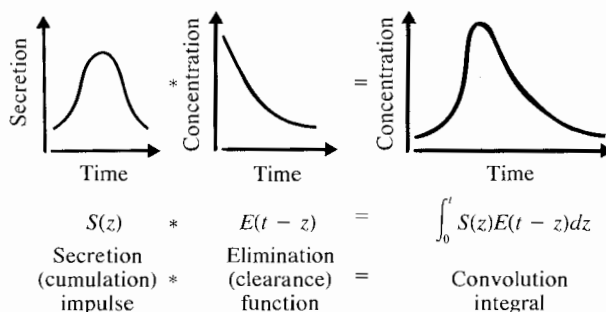 Secretion
Time
*
Concentration
Time
=
Concentration
Time
S(z) * E(t − z) = ∫₀ᵗ S(z)E(t − z)dz
Secretion Elimination
(cumulation) * (clearance) = Convolution
impulse function integral